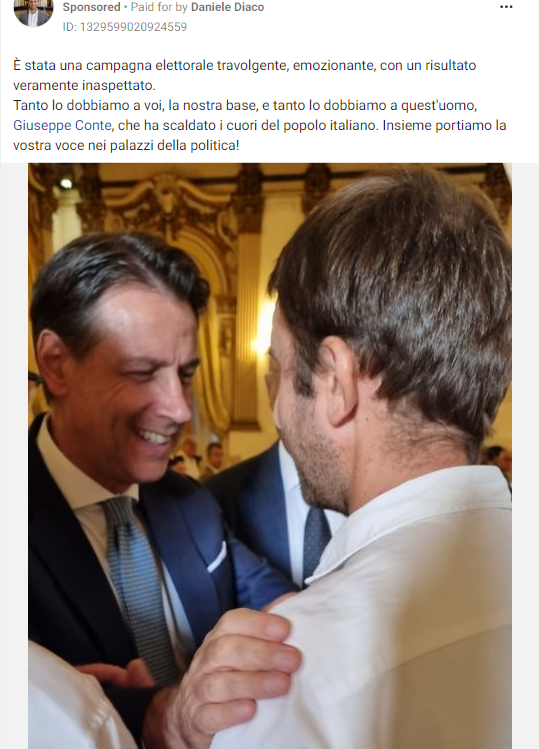 Sponsored • Paid for by Daniele Diaco
ID: 1329599020924559
È stata una campagna elettorale travolgente, emozionante, con un risultato
veramente inaspettato.
Tanto lo dobbiamo a voi, la nostra base, e tanto lo dobbiamo a quest'uomo,
Giuseppe Conte, che ha scaldato i cuori del popolo italiano. Insieme portiamo la
vostra voce nei palazzi della politica!